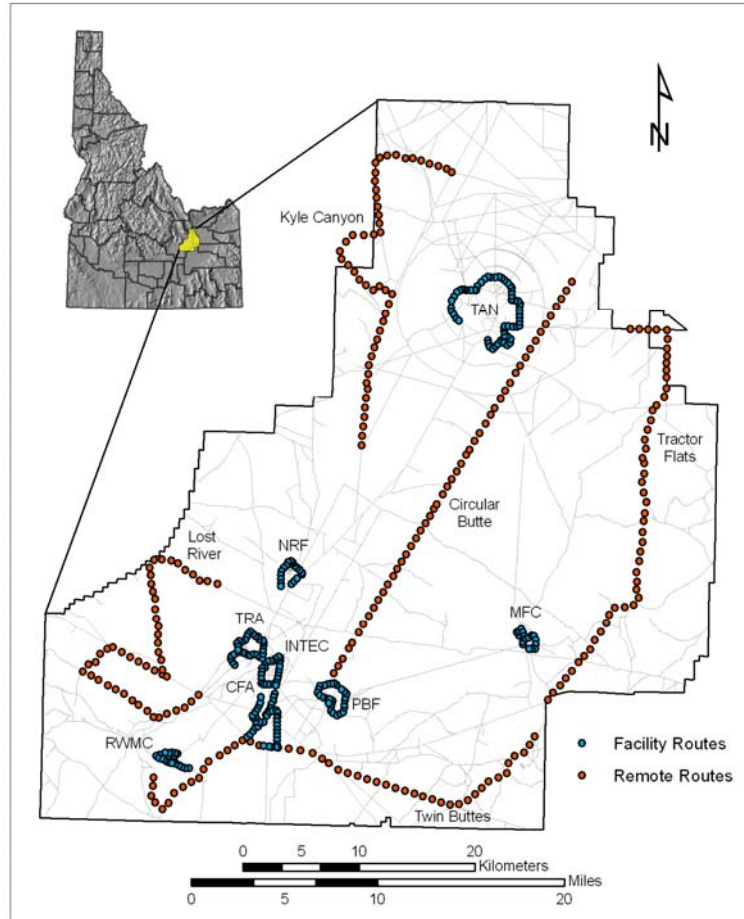 N
Kyle Canyon
TAN
Tractor
Flats
Circular
Butte
Lost
River
NRF
MFC
TRA
INTEC
CFA
PBF
RWMC
Facility Routes
Remote Routes
Twin Buttes
0 5 10 20
Kilometers
Miles
0 5 10 20